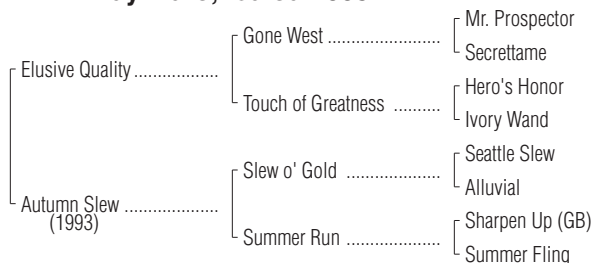 Mr. Prospector
Gone West ........................
Secrettame
Elusive Quality ..................
Hero's Honor
Touch of Greatness ..........
Ivory Wand
Seattle Slew
Slew o' Gold ....................
Alluvial
Autumn Slew ....................
(1993)
Sharpen Up (GB)
Summer Run ....................
Summer Fling